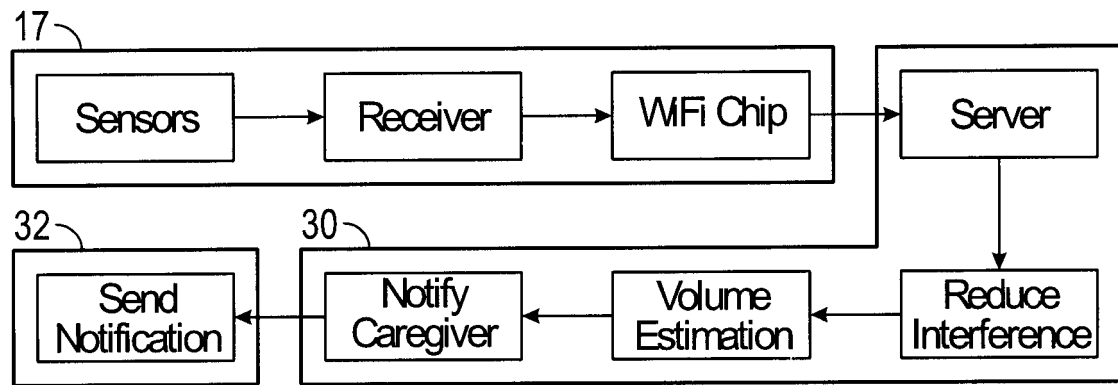 17
Sensors
Receiver
WiFi Chip
Server
32
30
Send
Notification
Notify
Caregiver
Volume
Estimation
Reduce
Interference